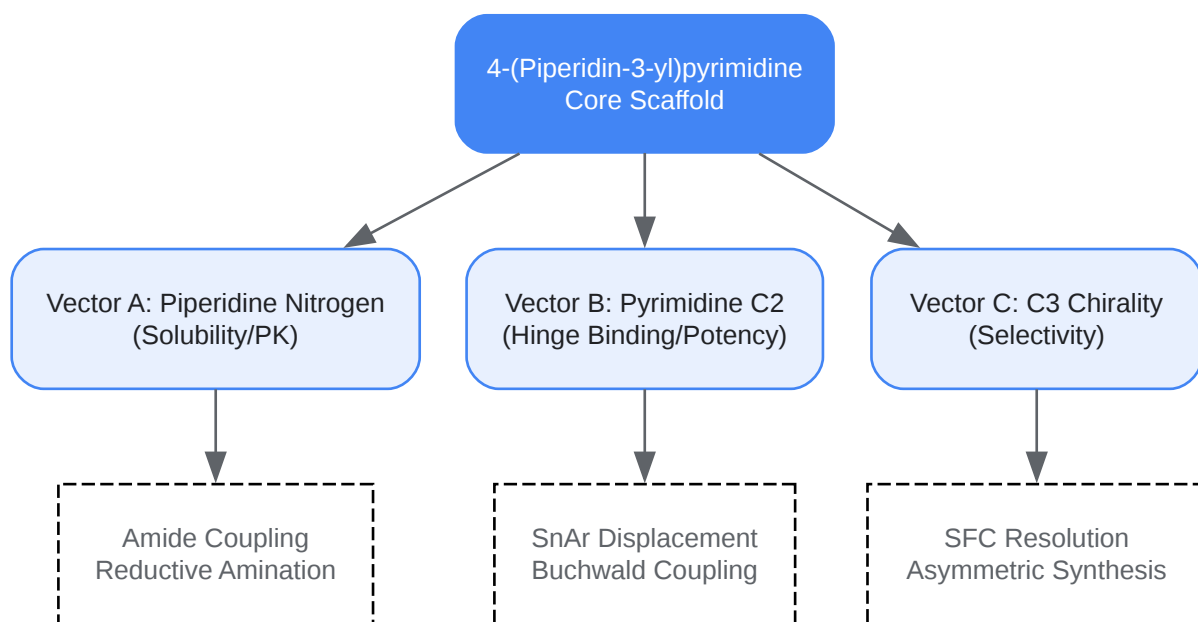 4-(Piperidin-3-yl)pyrimidine
Core Scaffold
Vector A: Piperidine Nitrogen
(Solubility/PK)
Vector B: Pyrimidine C2
(Hinge Binding/Potency)
Vector C: C3 Chirality
(Selectivity)
Amide Coupling
Reductive Amination
SnAr Displacement
Buchwald Coupling
SFC Resolution
Asymmetric Synthesis